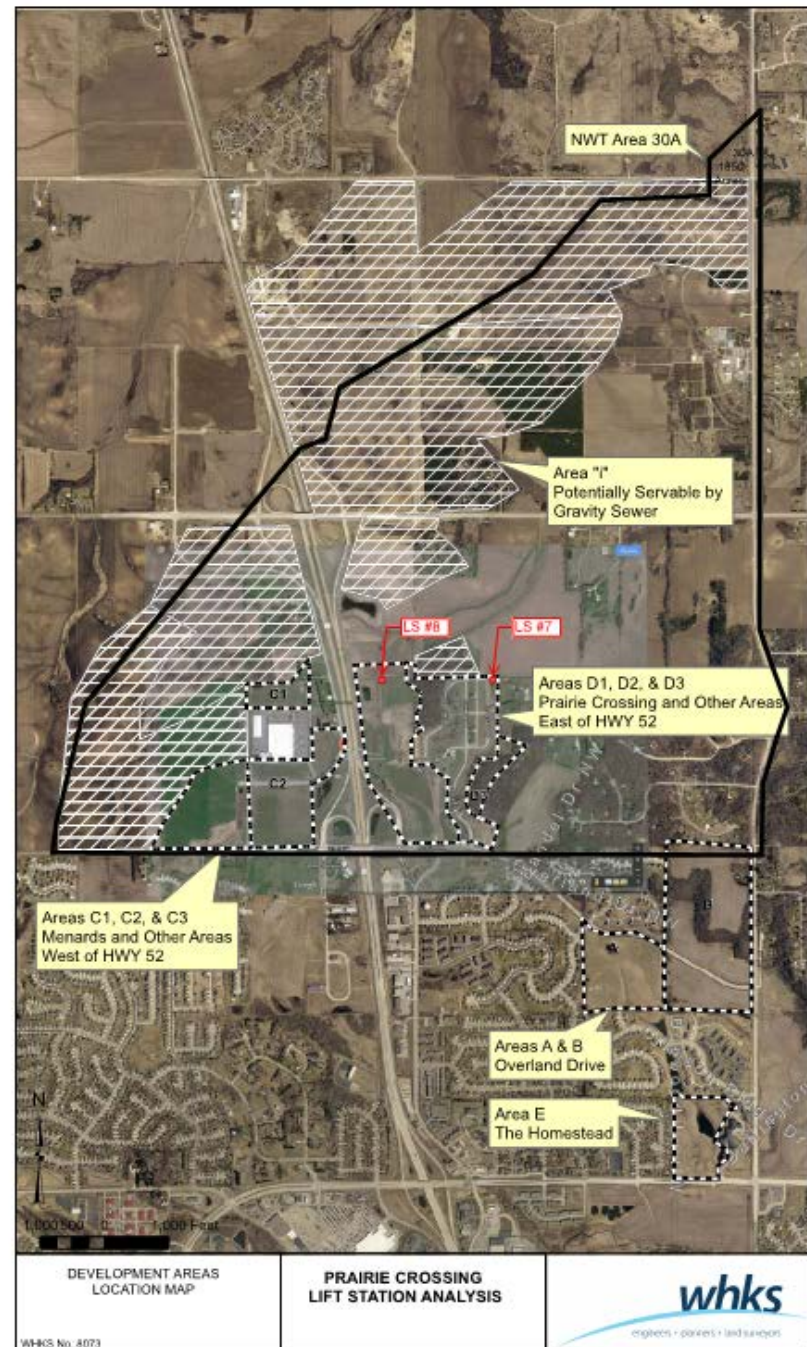 NWT Area 30A
30A
1850
Acres
Area "I"
Potentially Servable by
Gravity Sewer
LS #8
LS #7
C1
Areas D1, D2, & D3
Prairie Crossing and Other Areas
East of HWY 52
C2
D3
Areas C1, C2, & C3
Menards and Other Areas
West of HWY 52
B
Areas A & B
Overland Drive
Area E
The Homestead
N
1,000 500 0 1,000 Feet
DEVELOPMENT AREAS
LOCATION MAP
WHKS No. 8073
PRAIRIE CROSSING
LIFT STATION ANALYSIS
whks
engineers + planners + land surveyors